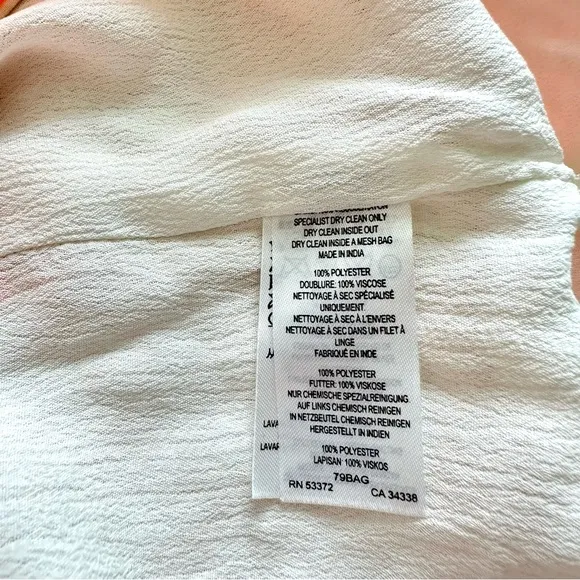 SPECIALIST DRY CLEAN ONLY
DRY CLEAN INSIDE OUT
DRY CLEAN INSIDE A MESH BAG
MADE IN INDIA
100% POLYESTER
DOUBLURE: 100% VISCOSE
NETTOYAGE À SEC SPÉCIALISÉ
UNIQUEMENT
NETTOYAGE À SEC À L'ENVERS
NETTOYAGE À SEC DANS UN FILET À
LINGE
FABRIQUÉ EN INDE
100% POLYESTER
FUTTER: 100% VISKOSE
NUR CHEMISCHE SPEZIALREINIGUNG
AUF LINKS CHEMISCH REINIGEN
IN NETZBEUTEL CHEMISCH REINIGEN
HERGESTELLT IN INDIEN
100% POLYESTER
LAPISAN: 100% VISKOS
79BAG
RN 53372 CA 34338
LAVA
LAVAF